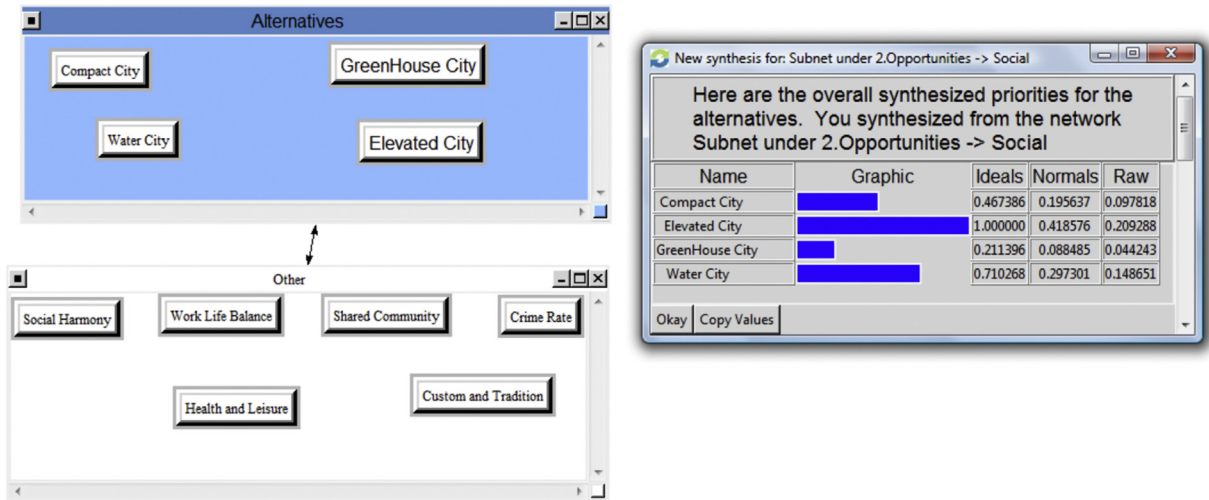 Alternatives
Compact City
GreenHouse City
Water City
Elevated City
Other
Social Harmony
Work Life Balance
Shared Community
Crime Rate
Health and Leisure
Custom and Tradition
New synthesis for: Subnet under 2.Opportunities -> Social
Here are the overall synthesized priorities for the
alternatives. You synthesized from the network
Subnet under 2.Opportunities -> Social
Name Graphic Ideals Normals Raw
Compact City 0.467386 0.195637 0.097818
Elevated City 1.000000 0.418576 0.209288
GreenHouse City 0.211396 0.088485 0.044243
Water City 0.710268 0.297301 0.148651
Okay Copy Values